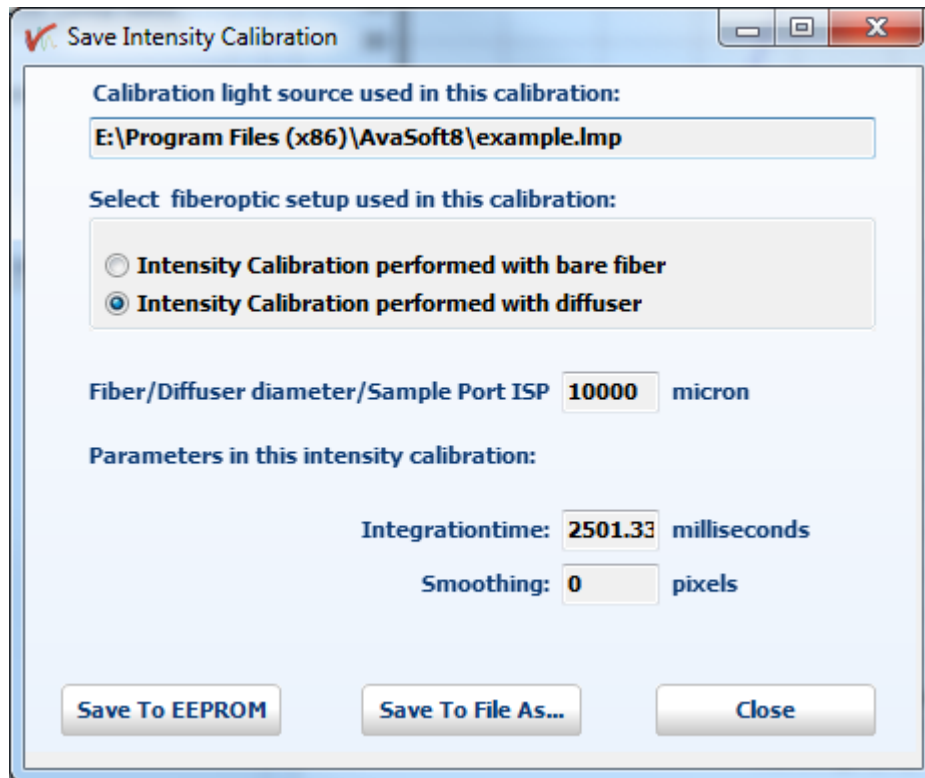 Save Intensity Calibration
Calibration light source used in this calibration:
E:\Program Files (x86)\AvaSoft8\example.lmp
Select fiberoptic setup used in this calibration:
Intensity Calibration performed with bare fiber
Intensity Calibration performed with diffuser
Fiber/Diffuser diameter/Sample Port ISP 10000 micron
Parameters in this intensity calibration:
Integrationtime: 2501.33 milliseconds
Smoothing: 0 pixels
Save To EEPROM Save To File As... Close